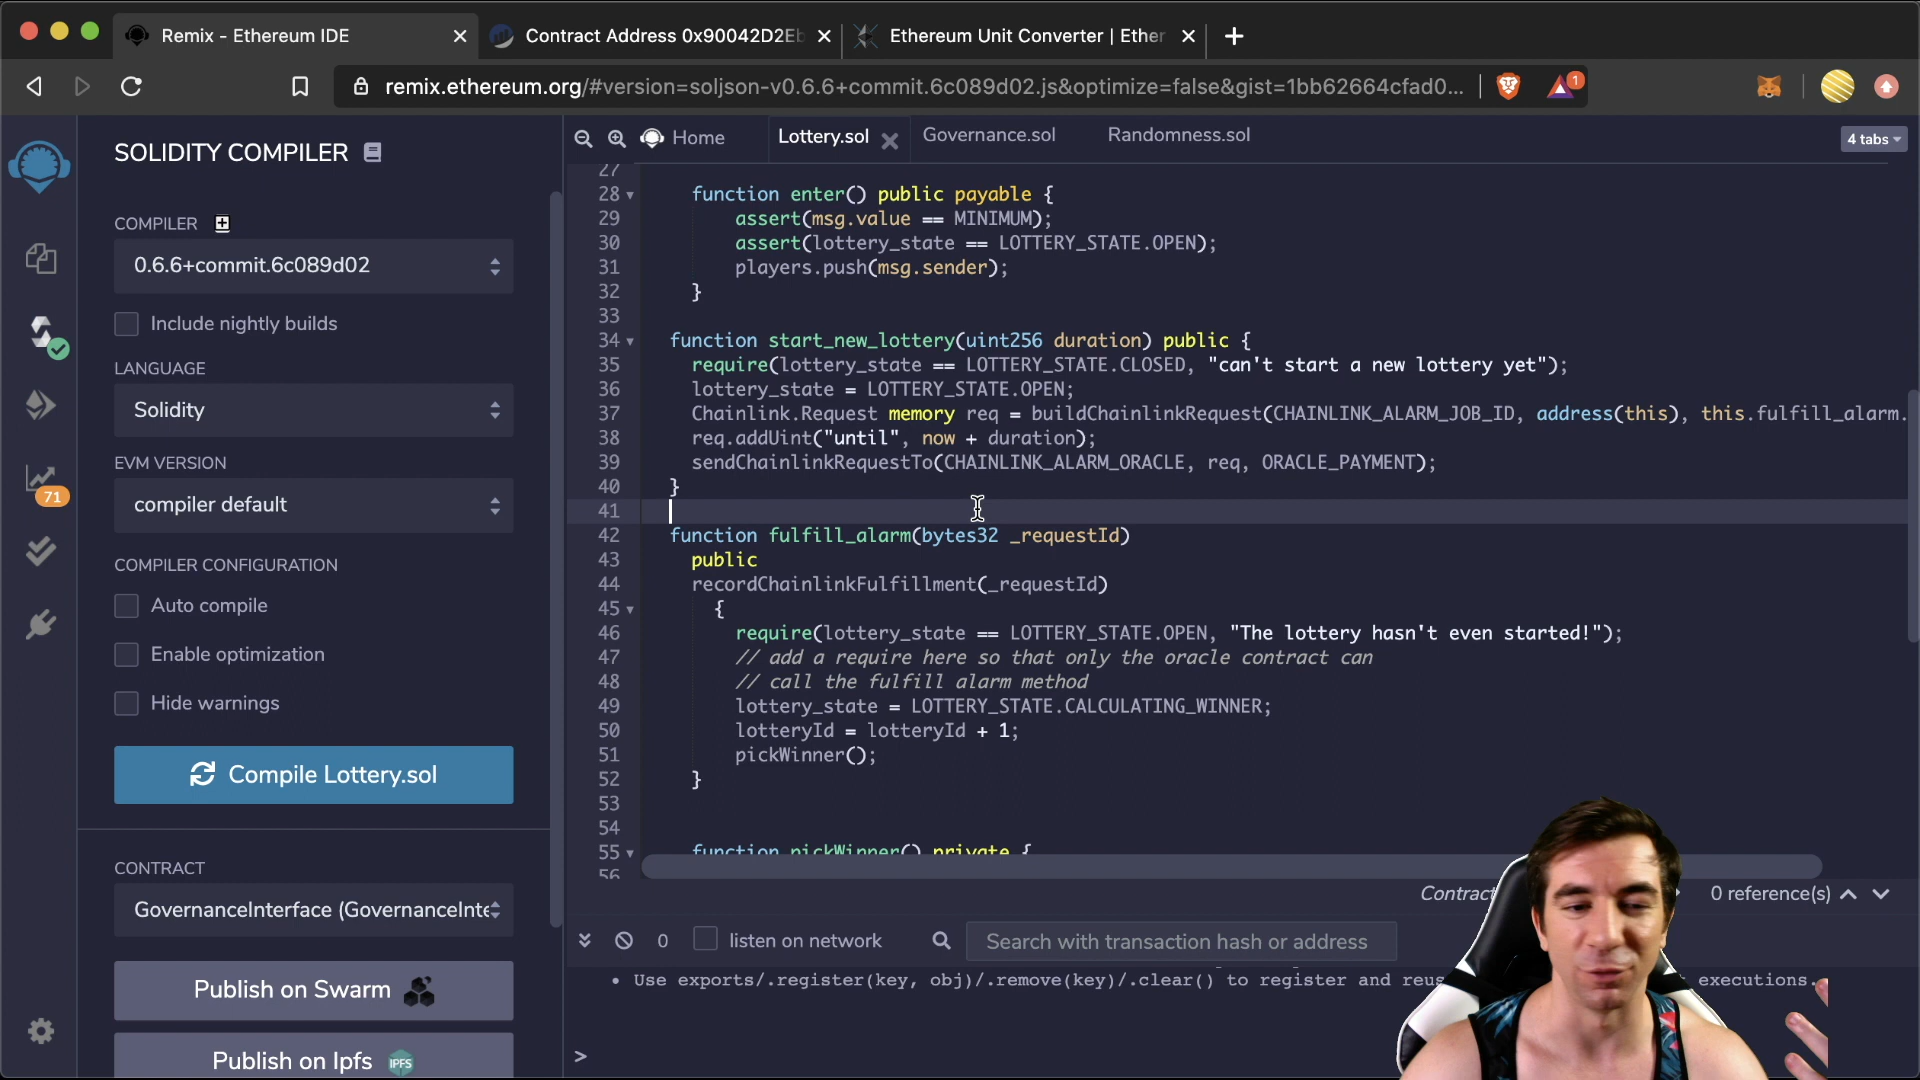 Remix - Ethereum IDE
Contract Address 0x90042D2Eb
Ethereum Unit Converter | Ether
remix.ethereum.org/#version=soljson-v0.6.6+commit.6c089d02.js&optimize=false&gist=1bb62664cfad0...
1
SOLIDITY COMPILER
Home
Lottery.sol
Governance.sol
Randomness.sol
4 tabs
COMPILER
0.6.6+commit.6c089d02
Include nightly builds
LANGUAGE
Solidity
EVM VERSION
compiler default
71
COMPILER CONFIGURATION
Auto compile
Enable optimization
Hide warnings
Compile Lottery.sol
CONTRACT
GovernanceInterface (GovernanceInte
Publish on Swarm
Publish on Ipfs
IPFS
27
28 function enter() public payable {
29 assert(msg.value == MINIMUM);
30 assert(lottery_state == LOTTERY_STATE.OPEN);
31 players.push(msg.sender);
32 }
33
34 function start_new_lottery(uint256 duration) public {
35 require(lottery_state == LOTTERY_STATE.CLOSED, "can't start a new lottery yet");
36 lottery_state = LOTTERY_STATE.OPEN;
37 Chainlink.Request memory req = buildChainlinkRequest(CHAINLINK_ALARM_JOB_ID, address(this), this.fulfill_alarm.
38 req.addUint("until", now + duration);
39 sendChainlinkRequestTo(CHAINLINK_ALARM_ORACLE, req, ORACLE_PAYMENT);
40 }
41
42 function fulfill_alarm(bytes32 _requestId)
43 public
44 recordChainlinkFulfillment(_requestId)
45 {
46 require(lottery_state == LOTTERY_STATE.OPEN, "The lottery hasn't even started!");
47 // add a require here so that only the oracle contract can
48 // call the fulfill alarm method
49 lottery_state = LOTTERY_STATE.CALCULATING_WINNER;
50 lotteryId = lotteryId + 1;
51 pickWinner();
52 }
53
54
55 function pickWinner() private {
56
Contract
0 reference(s)
0
listen on network
Search with transaction hash or address
• Use exports/.register(key, obj)/.remove(key)/.clear() to register and reus
executions.
>